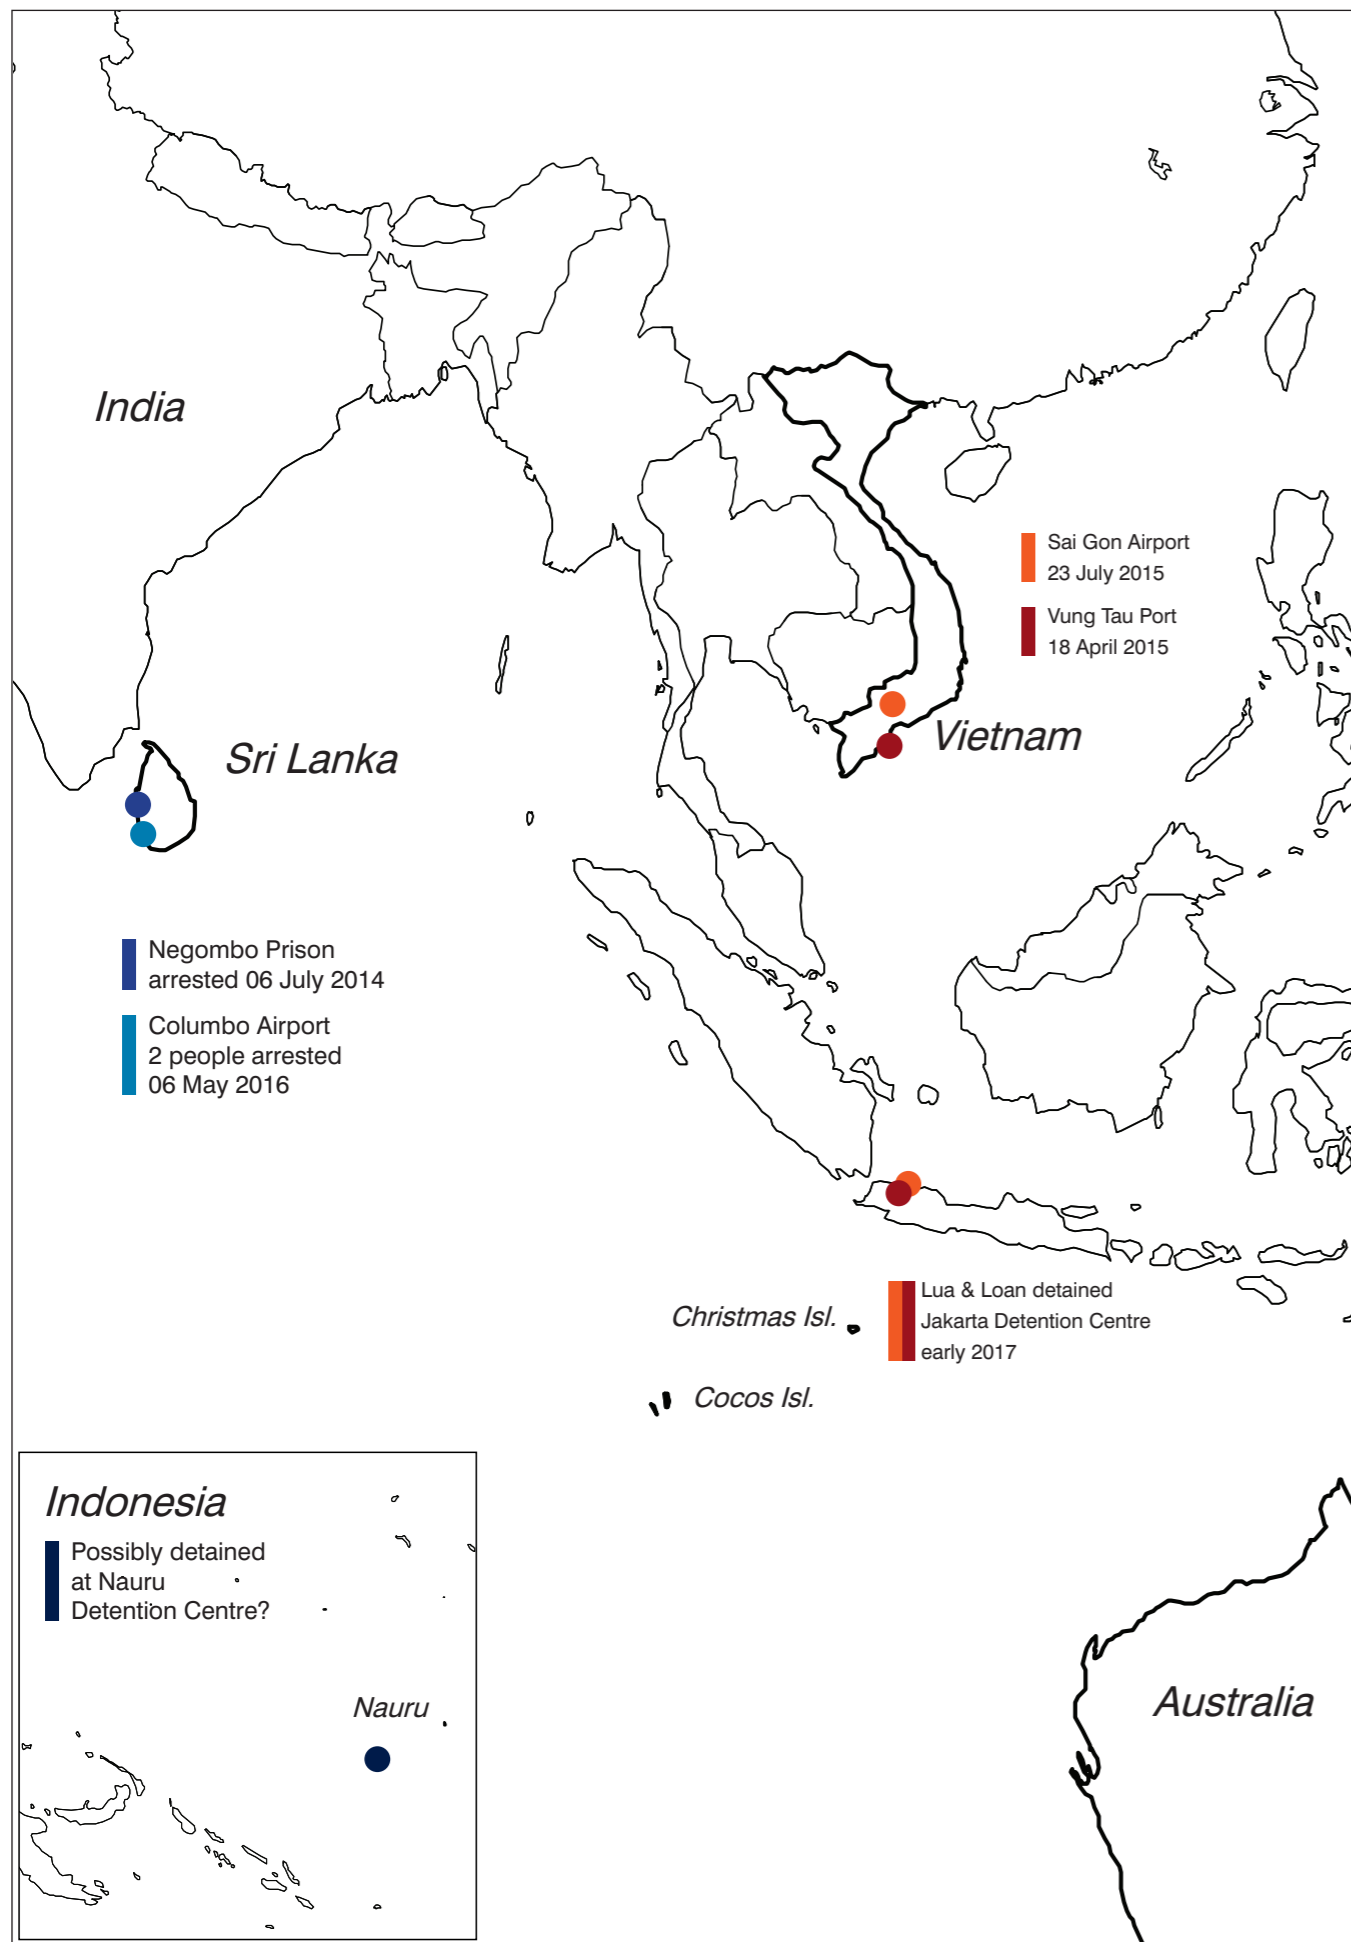 India
Sai Gon Airport
23 July 2015
Vung Tau Port
18 April 2015
Vietnam
Sri Lanka
Negombo Prison
arrested 06 July 2014
Columbo Airport
2 people arrested
06 May 2016
Lua & Loan detained
Jakarta Detention Centre
early 2017
Christmas Isl.
Cocos Isl.
Indonesia
Possibly detained
at Nauru
Detention Centre?
Nauru
Australia